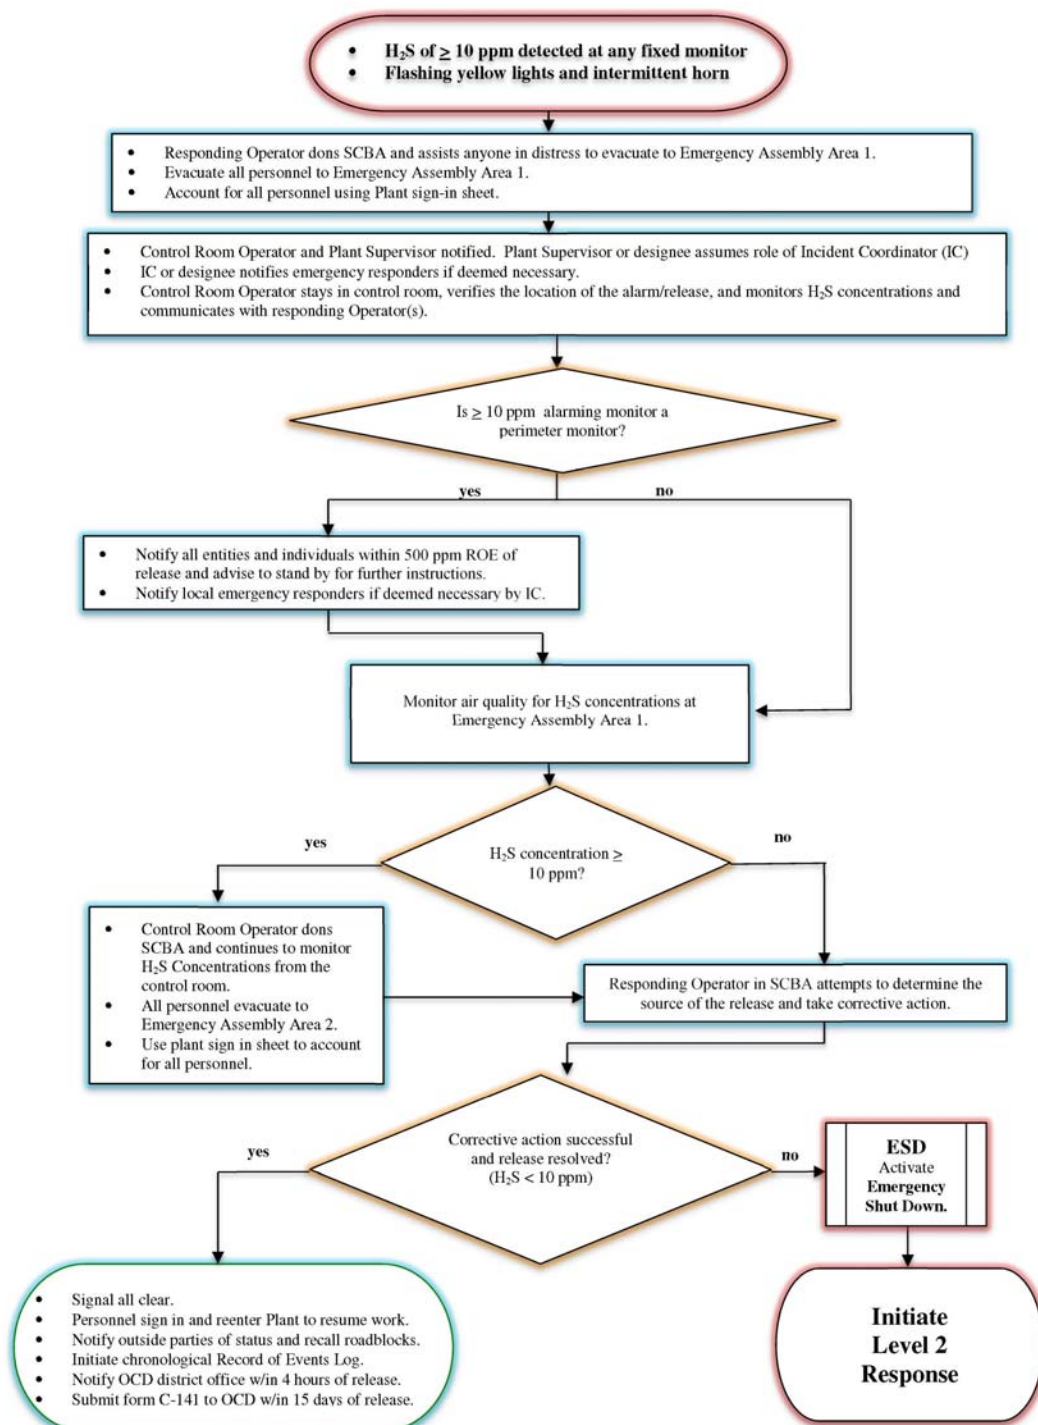 • H₂S of ≥ 10 ppm detected at any fixed monitor
• Flashing yellow lights and intermittent horn
• Responding Operator dons SCBA and assists anyone in distress to evacuate to Emergency Assembly Area 1.
• Evacuate all personnel to Emergency Assembly Area 1.
• Account for all personnel using Plant sign-in sheet.
• Control Room Operator and Plant Supervisor notified. Plant Supervisor or designee assumes role of Incident Coordinator (IC)
• IC or designee notifies emergency responders if deemed necessary.
• Control Room Operator stays in control room, verifies the location of the alarm/release, and monitors H₂S concentrations and
communicates with responding Operator(s).
Is ≥ 10 ppm alarming monitor a
perimeter monitor?
yes
no
• Notify all entities and individuals within 500 ppm ROE of
release and advise to stand by for further instructions.
• Notify local emergency responders if deemed necessary by IC.
Monitor air quality for H₂S concentrations at
Emergency Assembly Area 1.
yes
no
H₂S concentration ≥
10 ppm?
• Control Room Operator dons
SCBA and continues to monitor
H₂S Concentrations from the
control room.
• All personnel evacuate to
Emergency Assembly Area 2.
• Use plant sign in sheet to account
for all personnel.
Responding Operator in SCBA attempts to determine the
source of the release and take corrective action.
yes
Corrective action successful
and release resolved?
(H₂S < 10 ppm)
no
ESD
Activate
Emergency
Shut Down.
• Signal all clear.
• Personnel sign in and reenter Plant to resume work.
• Notify outside parties of status and recall roadblocks.
• Initiate chronological Record of Events Log.
• Notify OCD district office w/in 4 hours of release.
• Submit form C-141 to OCD w/in 15 days of release.
Initiate
Level 2
Response